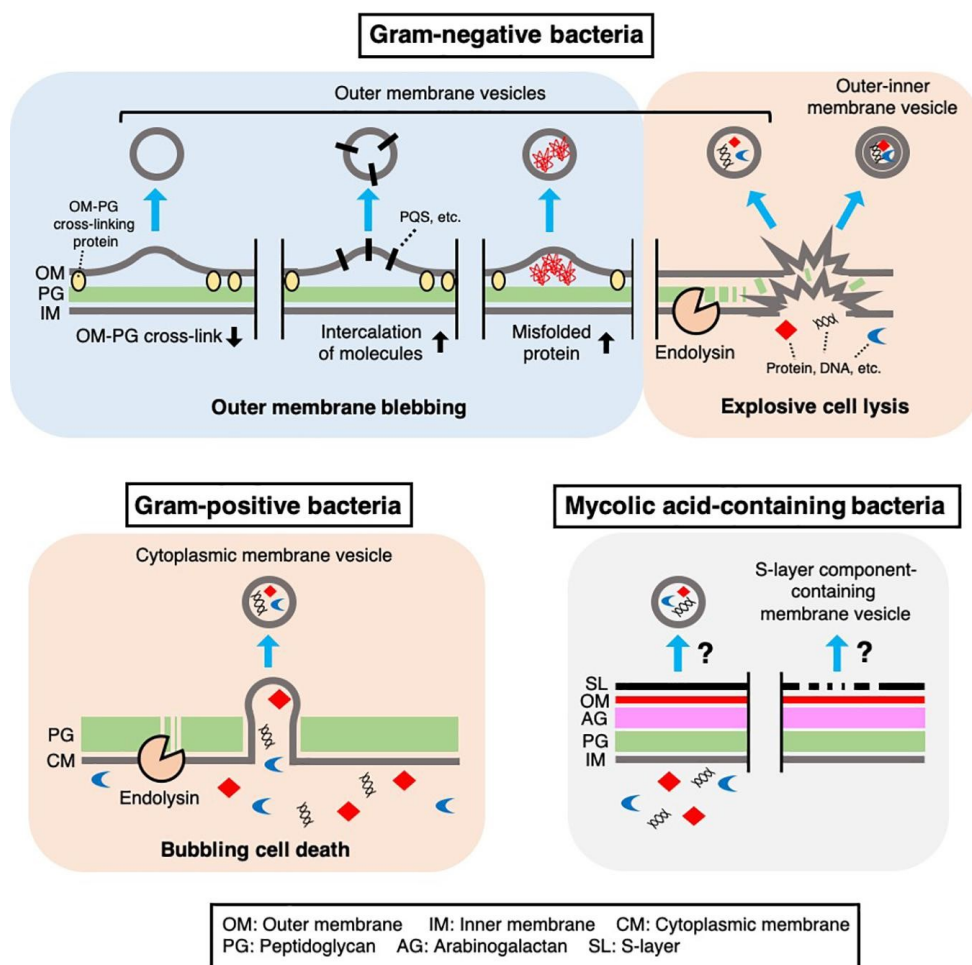 Gram-negative bacteria
Outer membrane vesicles
Outer-inner
membrane vesicle
OM-PG
cross-linking
protein
PQS, etc.
OM
PG
IM
OM-PG cross-link
Intercalation
of molecules
Misfolded
protein
Endolysin
Protein, DNA, etc.
Outer membrane blebbing
Explosive cell lysis
Gram-positive bacteria
Cytoplasmic membrane vesicle
PG
CM
Endolysin
Bubbling cell death
Mycolic acid-containing bacteria
S-layer component-
containing
membrane vesicle
?
?
SL
OM
AG
PG
IM
OM: Outer membrane IM: Inner membrane CM: Cytoplasmic membrane
PG: Peptidoglycan AG: Arabinogalactan SL: S-layer